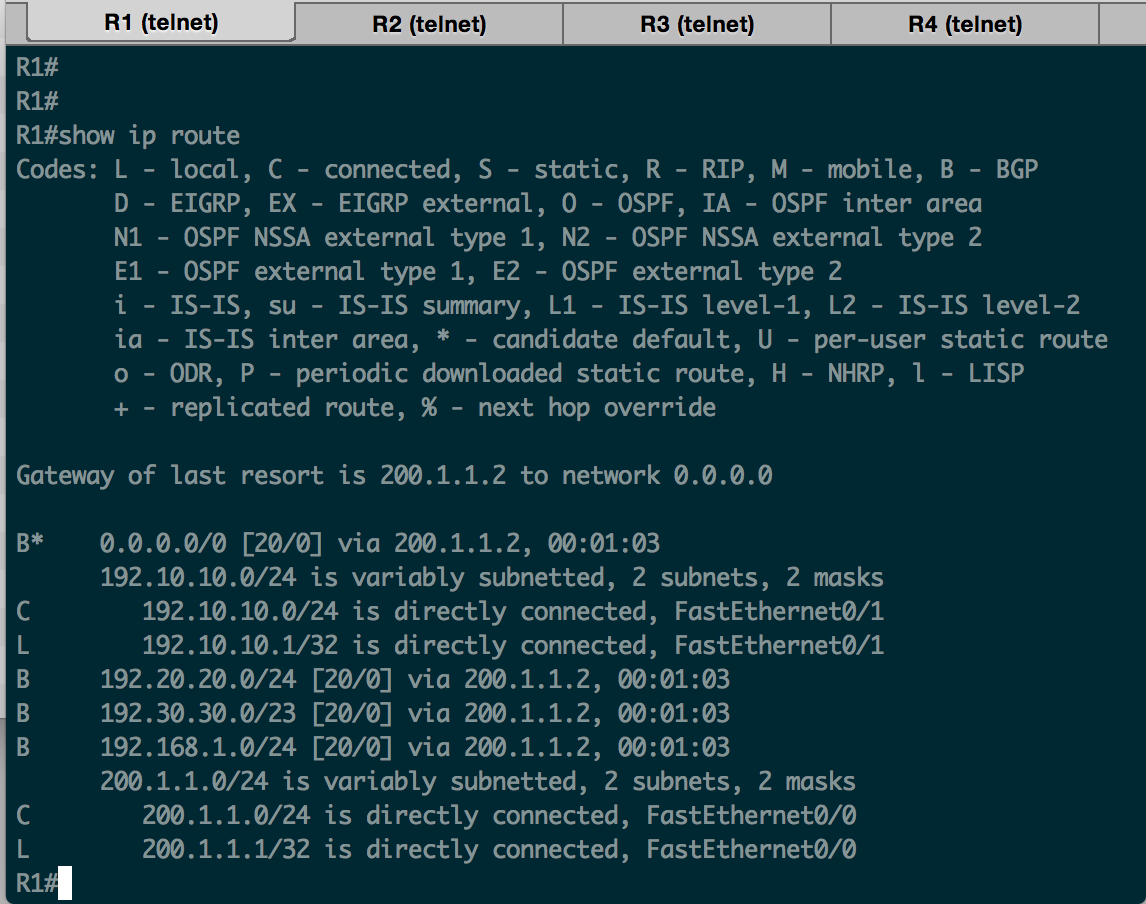 R1 (telnet) R2 (telnet) R3 (telnet) R4 (telnet)
R1#
R1#
R1#show ip route
Codes: L - local, C - connected, S - static, R - RIP, M - mobile, B - BGP
       D - EIGRP, EX - EIGRP external, O - OSPF, IA - OSPF inter area
       N1 - OSPF NSSA external type 1, N2 - OSPF NSSA external type 2
       E1 - OSPF external type 1, E2 - OSPF external type 2
       i - IS-IS, su - IS-IS summary, L1 - IS-IS level-1, L2 - IS-IS level-2
       ia - IS-IS inter area, * - candidate default, U - per-user static route
       o - ODR, P - periodic downloaded static route, H - NHRP, l - LISP
       + - replicated route, % - next hop override

Gateway of last resort is 200.1.1.2 to network 0.0.0.0

B*    0.0.0.0/0 [20/0] via 200.1.1.2, 00:01:03
      192.10.10.0/24 is variably subnetted, 2 subnets, 2 masks
C        192.10.10.0/24 is directly connected, FastEthernet0/1
L        192.10.10.1/32 is directly connected, FastEthernet0/1
B     192.20.20.0/24 [20/0] via 200.1.1.2, 00:01:03
B     192.30.30.0/23 [20/0] via 200.1.1.2, 00:01:03
B     192.168.1.0/24 [20/0] via 200.1.1.2, 00:01:03
      200.1.1.0/24 is variably subnetted, 2 subnets, 2 masks
C        200.1.1.0/24 is directly connected, FastEthernet0/0
L        200.1.1.1/32 is directly connected, FastEthernet0/0
R1#